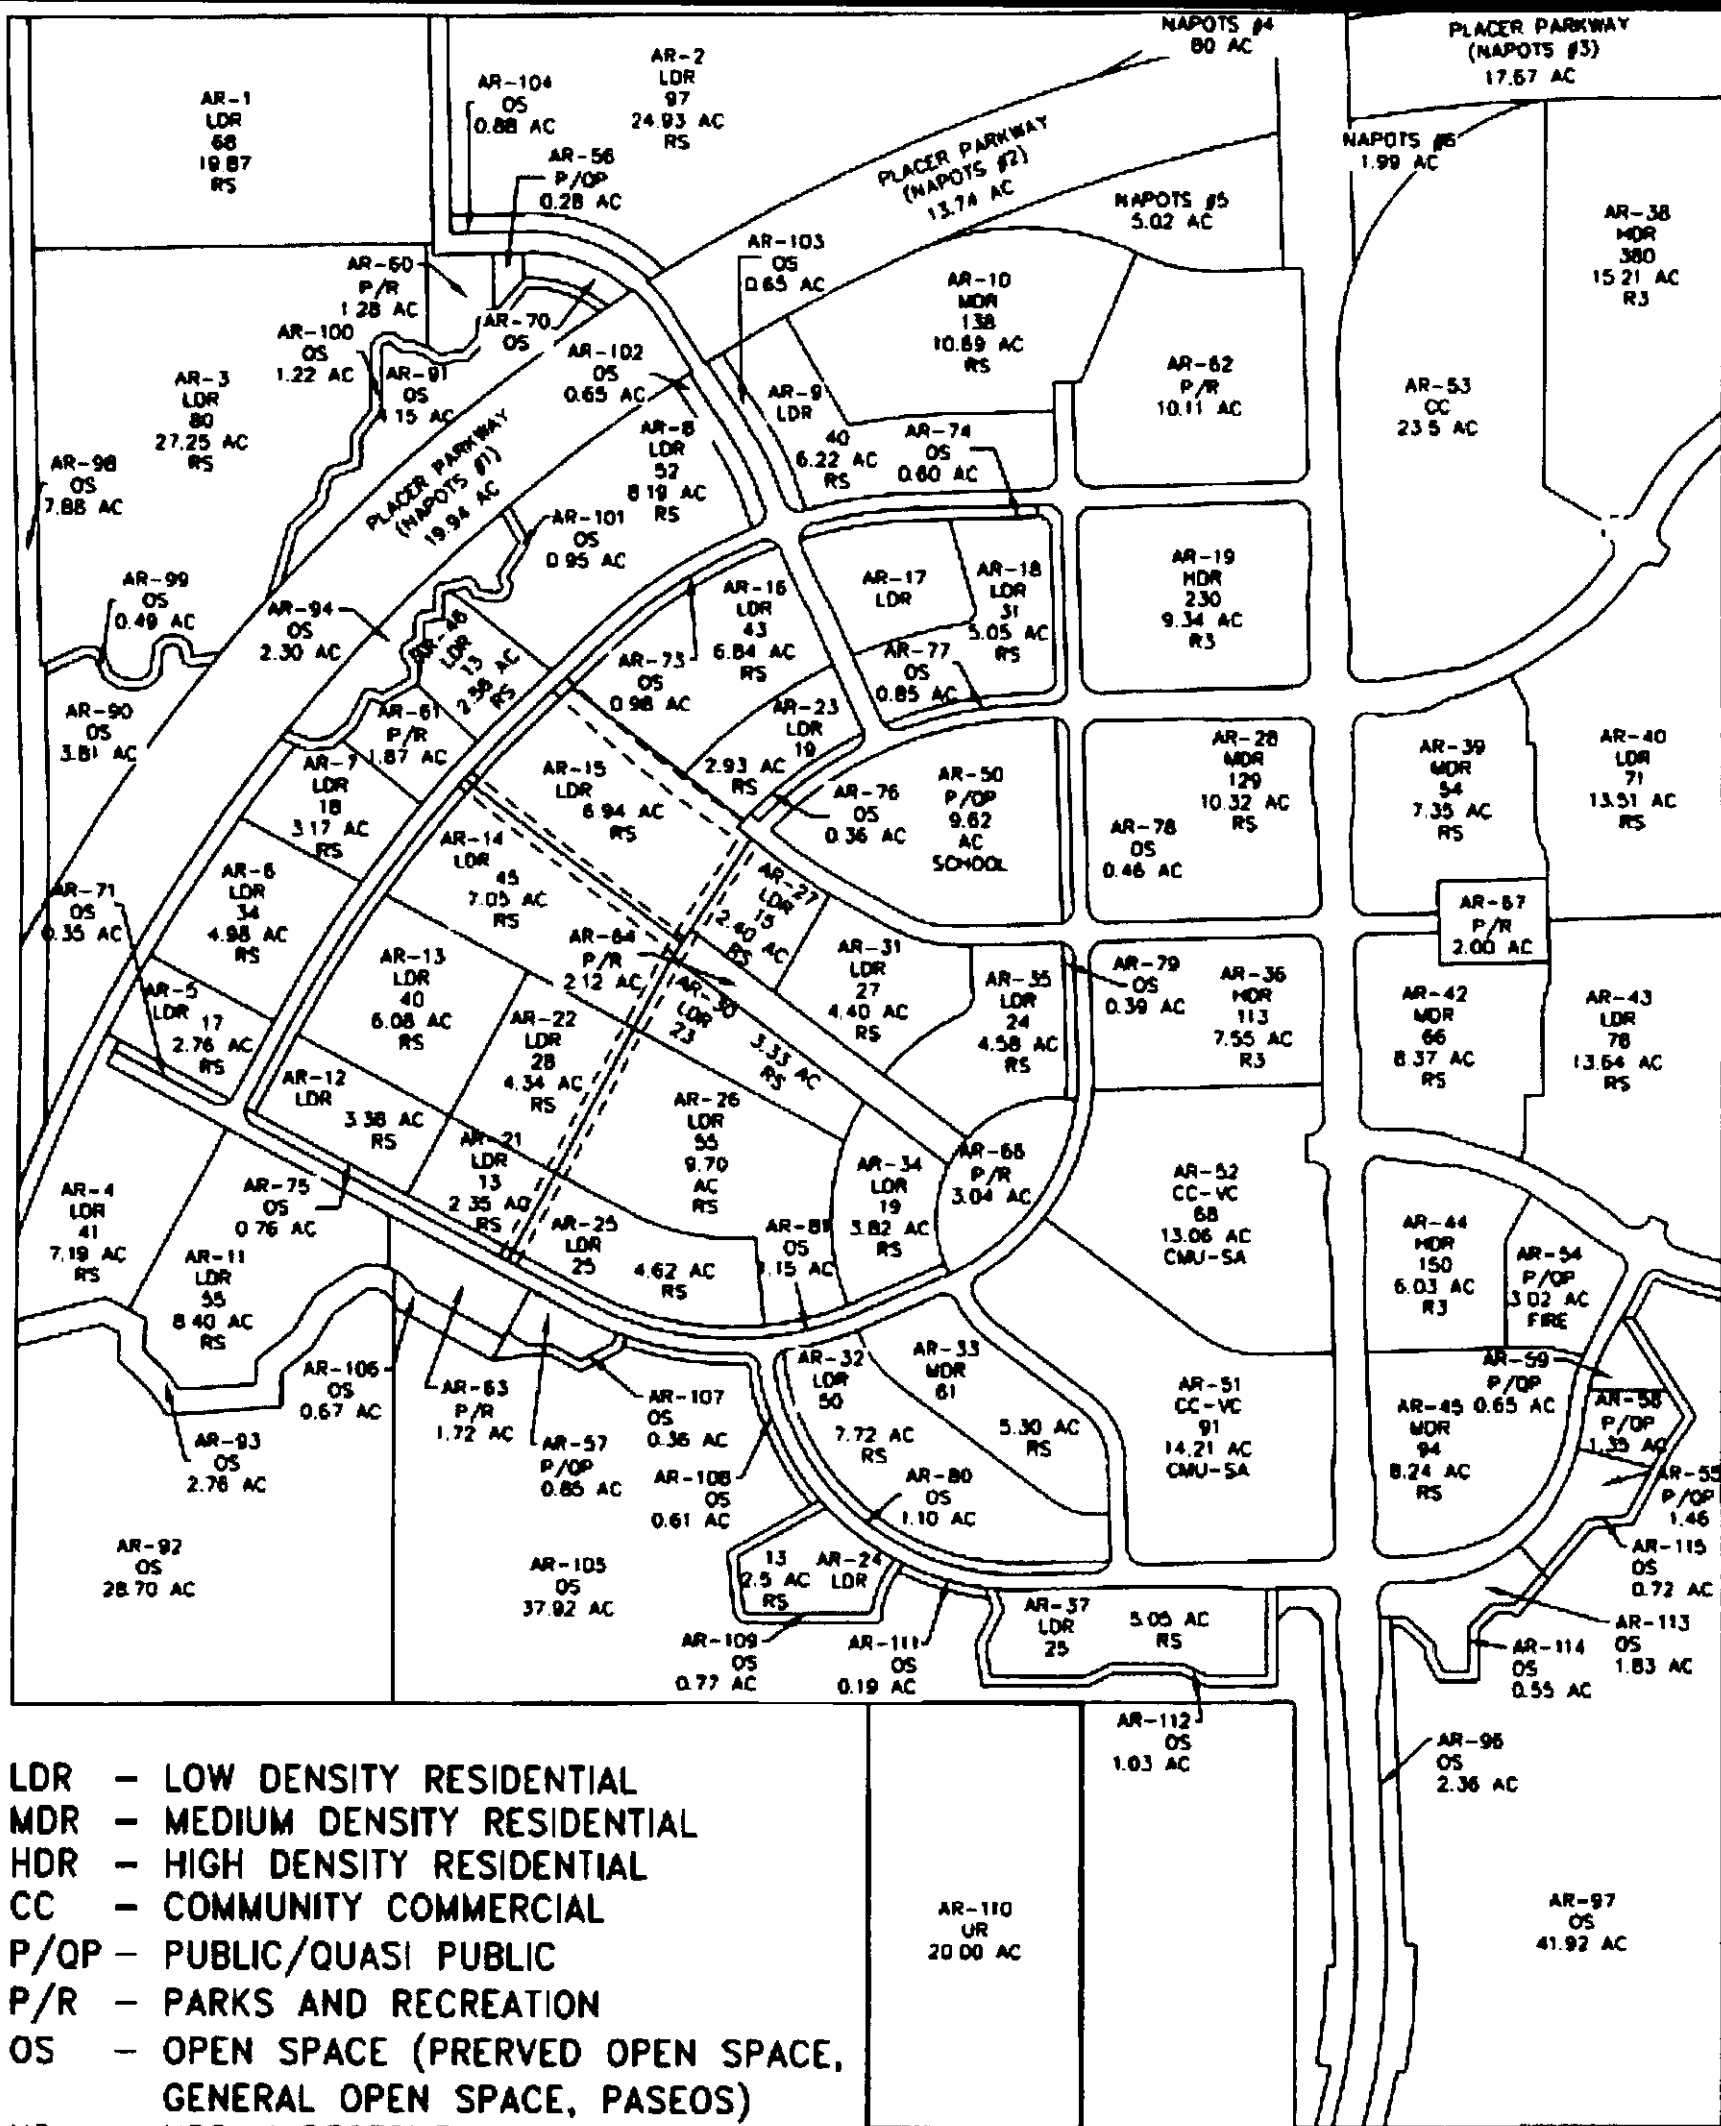 NAPOTS #4
80 AC
PLACER PARKWAY
(NAPOTS #3)
17.67 AC
AR-1
LDR
68
19.87
RS
AR-104
OS
0.88 AC
AR-2
LDR
97
24.93 AC
RS
AR-56
P/QP
0.28 AC
PLACER PARKWAY
(NAPOTS #2)
13.74 AC
NAPOTS #5
5.02 AC
NAPOTS #6
1.99 AC
AR-38
HDR
380
15.21 AC
R3
AR-60
P/R
1.28 AC
AR-103
OS
0.65 AC
AR-10
MDR
138
10.69 AC
RS
AR-70
OS
AR-100
OS
1.22 AC
AR-102
OS
0.65 AC
AR-3
LDR
80
27.25 AC
RS
AR-91
OS
4.15 AC
AR-9
LDR
40
6.22 AC
RS
AR-62
P/R
10.11 AC
AR-53
CC
23.5 AC
PLACER PARKWAY
(NAPOTS #1)
19.94 AC
AR-8
LDR
52
8.19 AC
RS
AR-74
OS
0.60 AC
AR-98
OS
7.88 AC
AR-101
OS
0.95 AC
AR-99
OS
0.49 AC
AR-94
OS
2.30 AC
LDR
13
2.56 AC
RS
AR-16
LDR
43
6.84 AC
RS
AR-17
LDR
AR-18
LDR
31
5.05 AC
RS
AR-19
HDR
230
9.34 AC
R3
AR-73
OS
0.98 AC
AR-77
OS
0.85 AC
AR-90
OS
3.81 AC
AR-61
P/R
1.87 AC
AR-23
LDR
19
2.93 AC
RS
AR-7
LDR
18
3.17 AC
RS
AR-15
LDR
6.94 AC
RS
AR-76
OS
0.36 AC
AR-50
P/QP
9.62
AC
SCHOOL
AR-28
MDR
129
10.32 AC
RS
AR-78
OS
0.46 AC
AR-39
MDR
54
7.35 AC
RS
AR-40
LDR
71
13.51 AC
RS
AR-14
LDR
45
7.05 AC
RS
AR-6
LDR
34
4.98 AC
RS
AR-71
OS
0.35 AC
AR-27
LDR
15
2.40 AC
RS
AR-67
P/R
2.00 AC
AR-13
LDR
40
6.08 AC
RS
AR-64
P/R
2.12 AC
AR-31
LDR
27
4.40 AC
RS
AR-5
LDR
17
2.76 AC
RS
AR-22
LDR
28
4.34 AC
RS
AR-30
LDR
23
3.33 AC
RS
AR-35
LDR
24
4.58 AC
RS
AR-79
OS
0.39 AC
AR-36
HDR
113
7.55 AC
R3
AR-42
MDR
66
8.37 AC
RS
AR-43
LDR
78
13.64 AC
RS
AR-12
LDR
3.38 AC
RS
AR-26
LDR
55
9.70
AC
RS
AR-21
LDR
13
2.35 AC
RS
AR-34
LDR
19
3.82 AC
RS
P/R
3.04 AC
AR-52
CC-VC
68
13.06 AC
CMU-SA
AR-4
LDR
41
7.19 AC
RS
AR-75
OS
0.76 AC
AR-11
LDR
55
8.40 AC
RS
AR-25
LDR
25
4.62 AC
RS
OS
1.15 AC
AR-44
HDR
150
6.03 AC
R3
AR-54
P/QP
3.02 AC
FIRE
AR-106
OS
0.67 AC
AR-63
P/R
1.72 AC
AR-107
OS
0.36 AC
AR-32
LDR
50
7.72 AC
RS
AR-33
MDR
61
5.30 AC
RS
AR-51
CC-VC
91
14.21 AC
CMU-SA
AR-59
P/QP
0.65 AC
AR-45
MDR
94
8.24 AC
RS
AR-58
P/QP
1.35 AC
AR-93
OS
2.76 AC
AR-57
P/QP
0.85 AC
AR-108
OS
0.61 AC
AR-80
OS
1.10 AC
AR-55
P/QP
1.46
AR-92
OS
28.70 AC
AR-105
OS
37.92 AC
13
2.5 AC
RS
AR-24
LDR
AR-115
OS
0.72 AC
AR-109
OS
0.77 AC
AR-111
OS
0.19 AC
AR-37
LDR
25
5.05 AC
RS
AR-113
OS
1.83 AC
AR-114
OS
0.55 AC
AR-112
OS
1.03 AC
AR-96
OS
2.36 AC
AR-110
UR
20.00 AC
AR-97
OS
41.92 AC
LDR - LOW DENSITY RESIDENTIAL
MDR - MEDIUM DENSITY RESIDENTIAL
HDR - HIGH DENSITY RESIDENTIAL
CC - COMMUNITY COMMERCIAL
P/QP - PUBLIC/QUASI PUBLIC
P/R - PARKS AND RECREATION
OS - OPEN SPACE (PRERVED OPEN SPACE,
GENERAL OPEN SPACE, PASEOS)